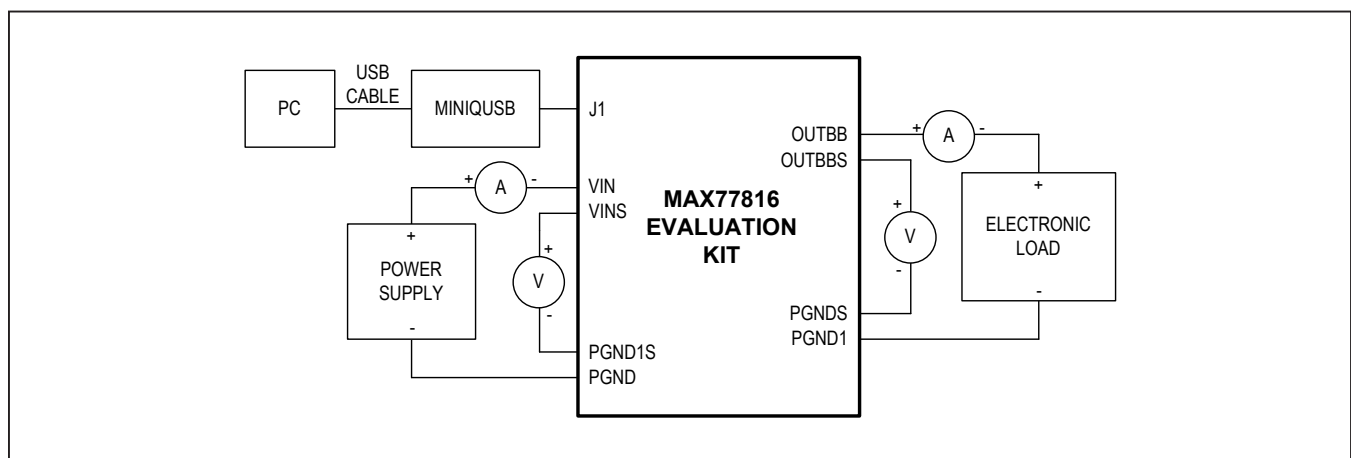 USB
CABLE
PC
MINIQUSB
J1
+ A -
VIN
VINS
+
V
-
+
POWER
SUPPLY
-
PGND1S
PGND
MAX77816
EVALUATION
KIT
OUTBB
OUTBBS
+ A -
+
V
-
+
ELECTRONIC
LOAD
-
PGNDS
PGND1